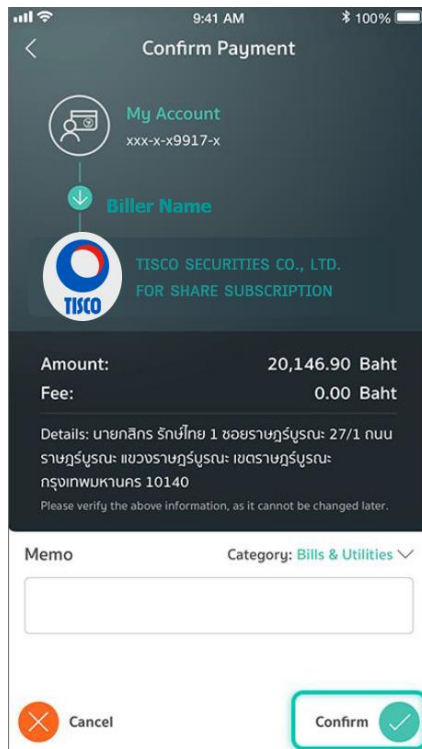 9:41 AM
100%
Confirm Payment
My Account
xxx-x-x9917-x
Biller Name
TISCO
TISCO SECURITIES CO., LTD.
FOR SHARE SUBSCRIPTION
Amount: 20,146.90 Baht
Fee: 0.00 Baht
Details: นายกสิกร รักษ์ไทย 1 ซอยราษฎร์บูรณะ 27/1 ถนน
ราษฎร์บูรณะ แขวงราษฎร์บูรณะ เขตราษฎร์บูรณะ
กรุงเทพมหานคร 10140
Please verify the above information, as it cannot be changed later.
Memo
Category: Bills & Utilities
Cancel
Confirm